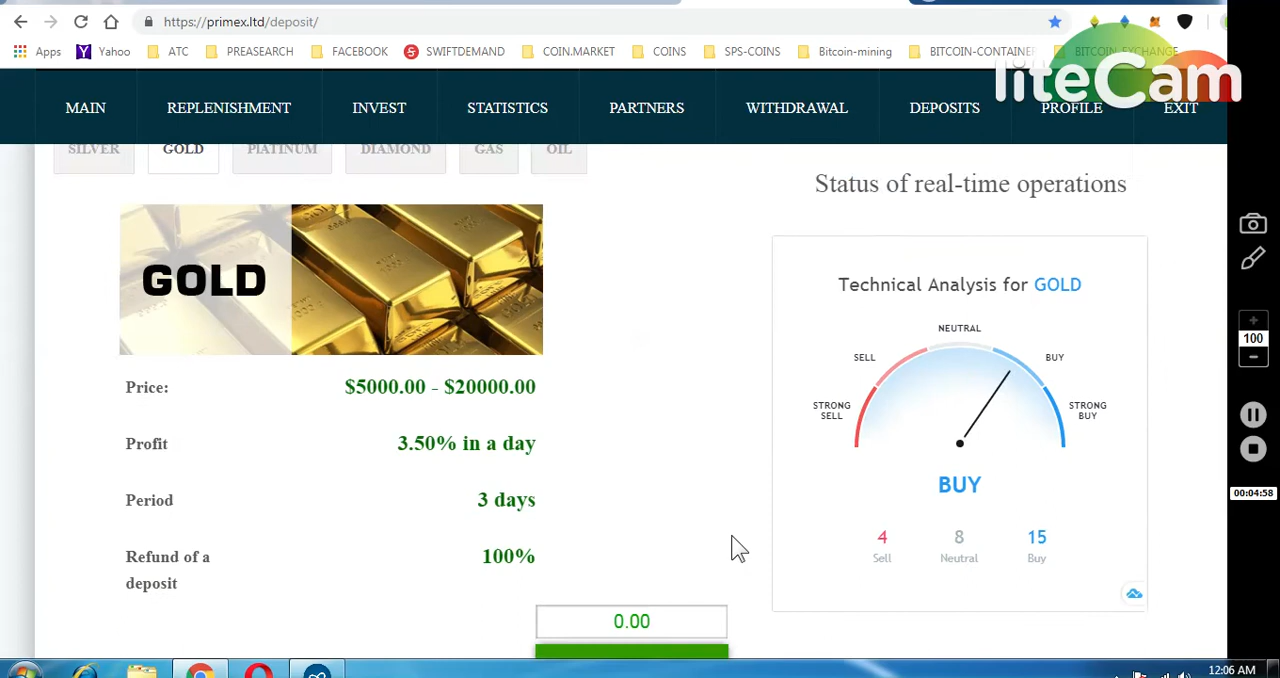 https://primex.ltd/deposit/
Apps Yahoo ATC PREASEARCH FACEBOOK SWIFTDEMAND COIN.MARKET COINS SPS-COINS Bitcoin-mining BITCOIN-CONTAINE BITCOIN-EXCHANGE
liteCam
MAIN REPLENISHMENT INVEST STATISTICS PARTNERS WITHDRAWAL DEPOSITS PROFILE EXIT
SILVER GOLD PLATINUM DIAMOND GAS OIL
Status of real-time operations
GOLD
Technical Analysis for GOLD
NEUTRAL
SELL BUY
STRONG SELL
STRONG BUY
BUY
4 8 15
Sell Neutral Buy
Price: $5000.00 - $20000.00
Profit 3.50% in a day
Period 3 days
Refund of a deposit 100%
0.00
100
00:04:58
12:06 AM